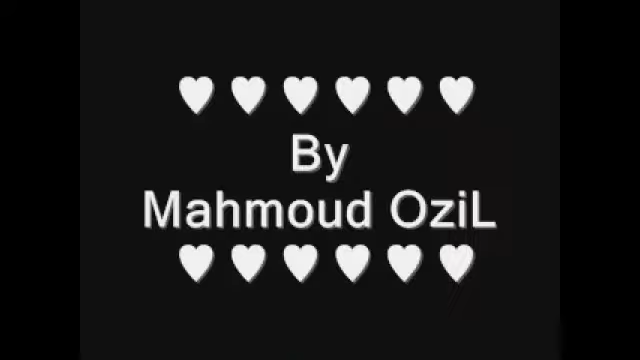 ♥ ♥ ♥ ♥ ♥ ♥
By
Mahmoud OziL
♥ ♥ ♥ ♥ ♥ ♥